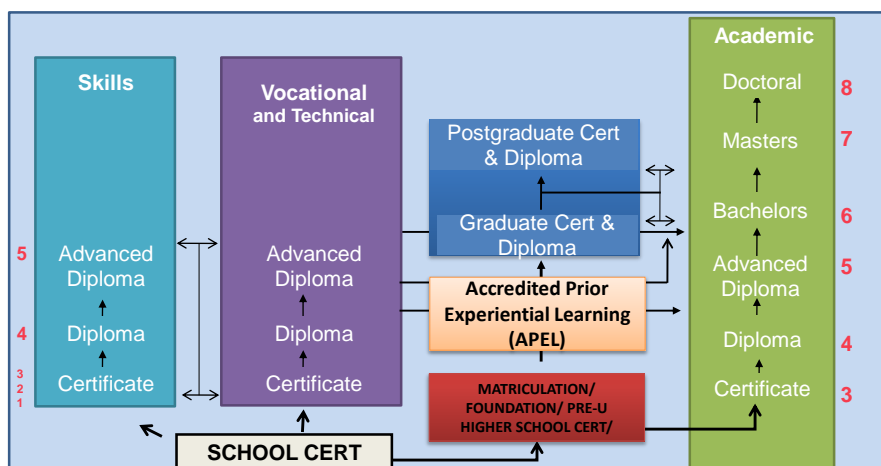 Skills
5
Advanced
Diploma
4
Diploma
3
2
1
Certificate
Vocational
and Technical
Advanced
Diploma
Diploma
Certificate
SCHOOL CERT
Postgraduate Cert
& Diploma
Graduate Cert &
Diploma
Accredited Prior
Experiential Learning
(APEL)
MATRICULATION/
FOUNDATION/ PRE-U
HIGHER SCHOOL CERT/
Academic
Doctoral
8
Masters
7
Bachelors
6
Advanced
Diploma
5
Diploma
4
Certificate
3